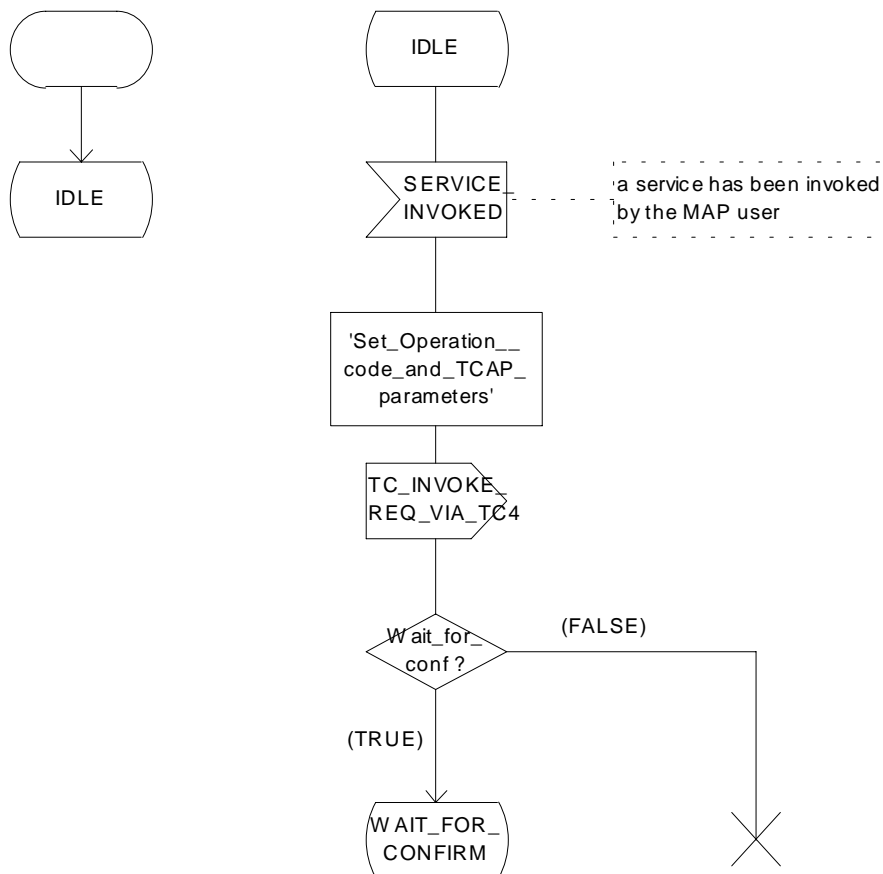 IDLE
IDLE
SERVICE_
INVOKED
a service has been invoked
by the MAP user
'Set_Operation__
code_and_TCAP_
parameters'
TC_INVOKE_
REQ_VIA_TC4
Wait_for_
conf ?
(FALSE)
(TRUE)
WAIT_FOR_
CONFIRM